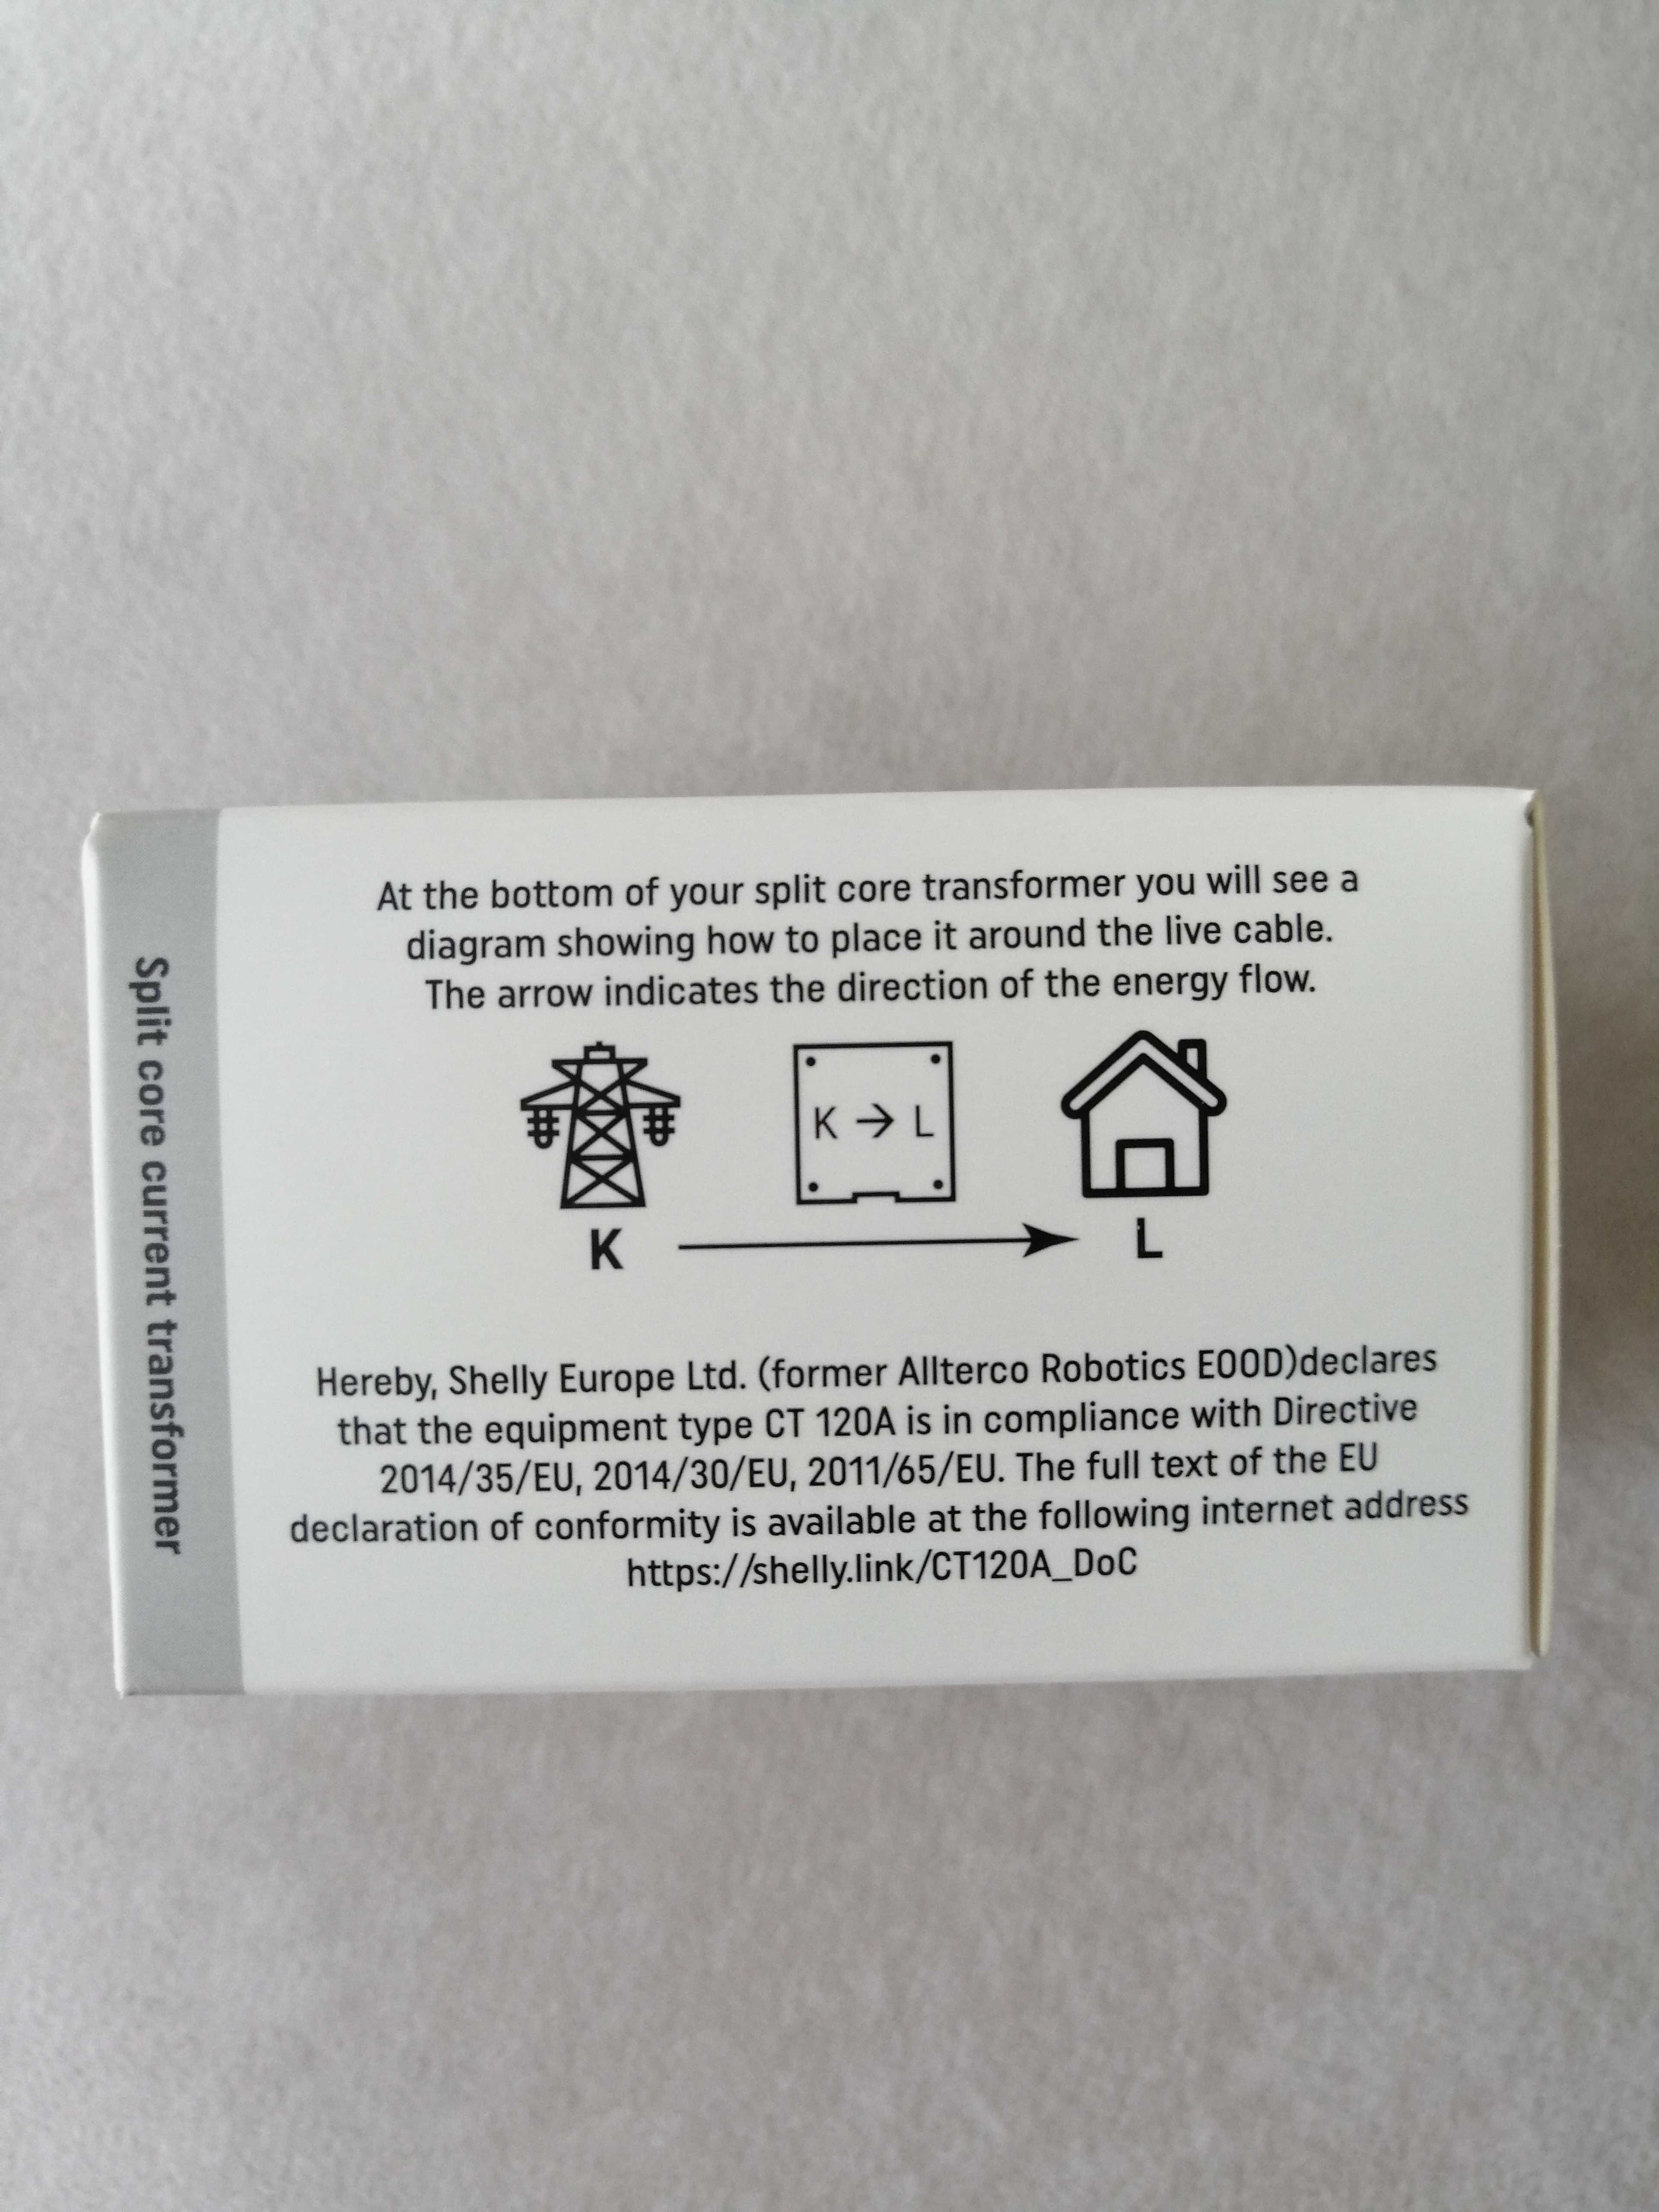 Split core current transformer
At the bottom of your split core transformer you will see a
diagram showing how to place it around the live cable.
The arrow indicates the direction of the energy flow.
K → L
K L
Hereby, Shelly Europe Ltd. (former Allterco Robotics EOOD)declares
that the equipment type CT 120A is in compliance with Directive
2014/35/EU, 2014/30/EU, 2011/65/EU. The full text of the EU
declaration of conformity is available at the following internet address
https://shelly.link/CT120A_DoC